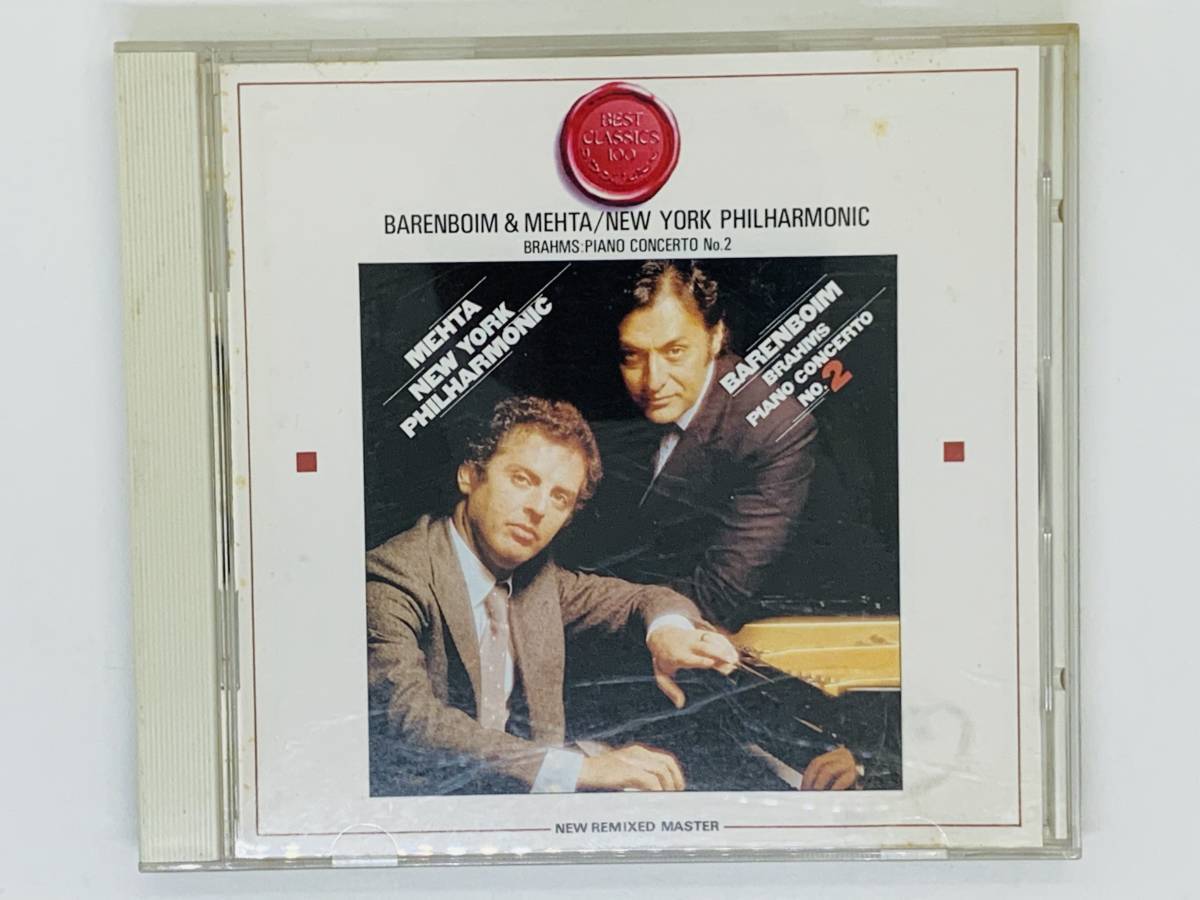 BEST
CLASSICS
100
BARENBOIM & MEHTA/NEW YORK PHILHARMONIC
BRAHMS:PIANO CONCERTO No.2
MEHTA
NEW YORK
PHILHARMONIC
BARENBOIM
BRAHMS
PIANO CONCERTO
NO.2
NEW REMIXED MASTER